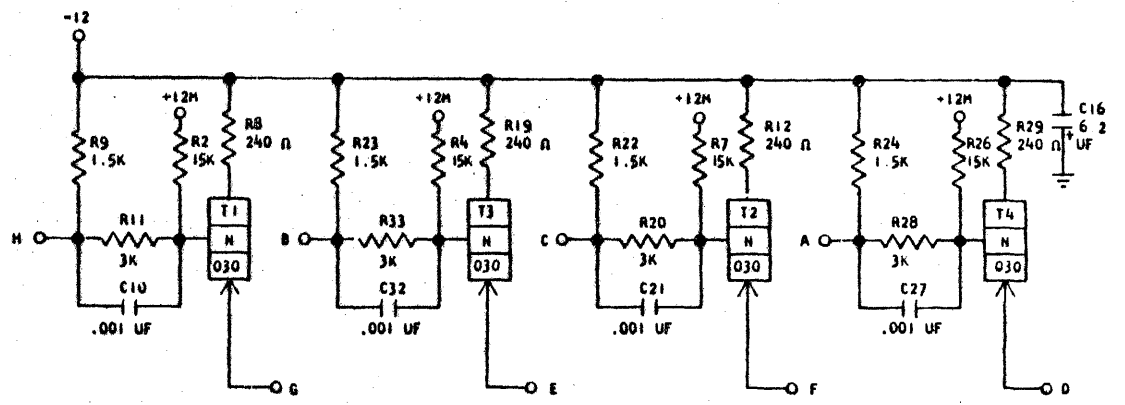 -12
+12M
+12M
+12M
+12M
C16
6 2
+
UF
R9
1.5K
R2
15K
R8
240 Ω
R23
1.5K
R4
15K
R19
240 Ω
R22
1.5K
R7
15K
R12
240 Ω
R24
1.5K
R26
15K
R29
240 Ω
T1
N
030
T3
N
030
T2
N
030
T4
N
030
H
R11
3K
C10
.001 UF
B
R33
3K
C32
.001 UF
C
R20
3K
C21
.001 UF
A
R28
3K
C27
.001 UF
G
E
F
D